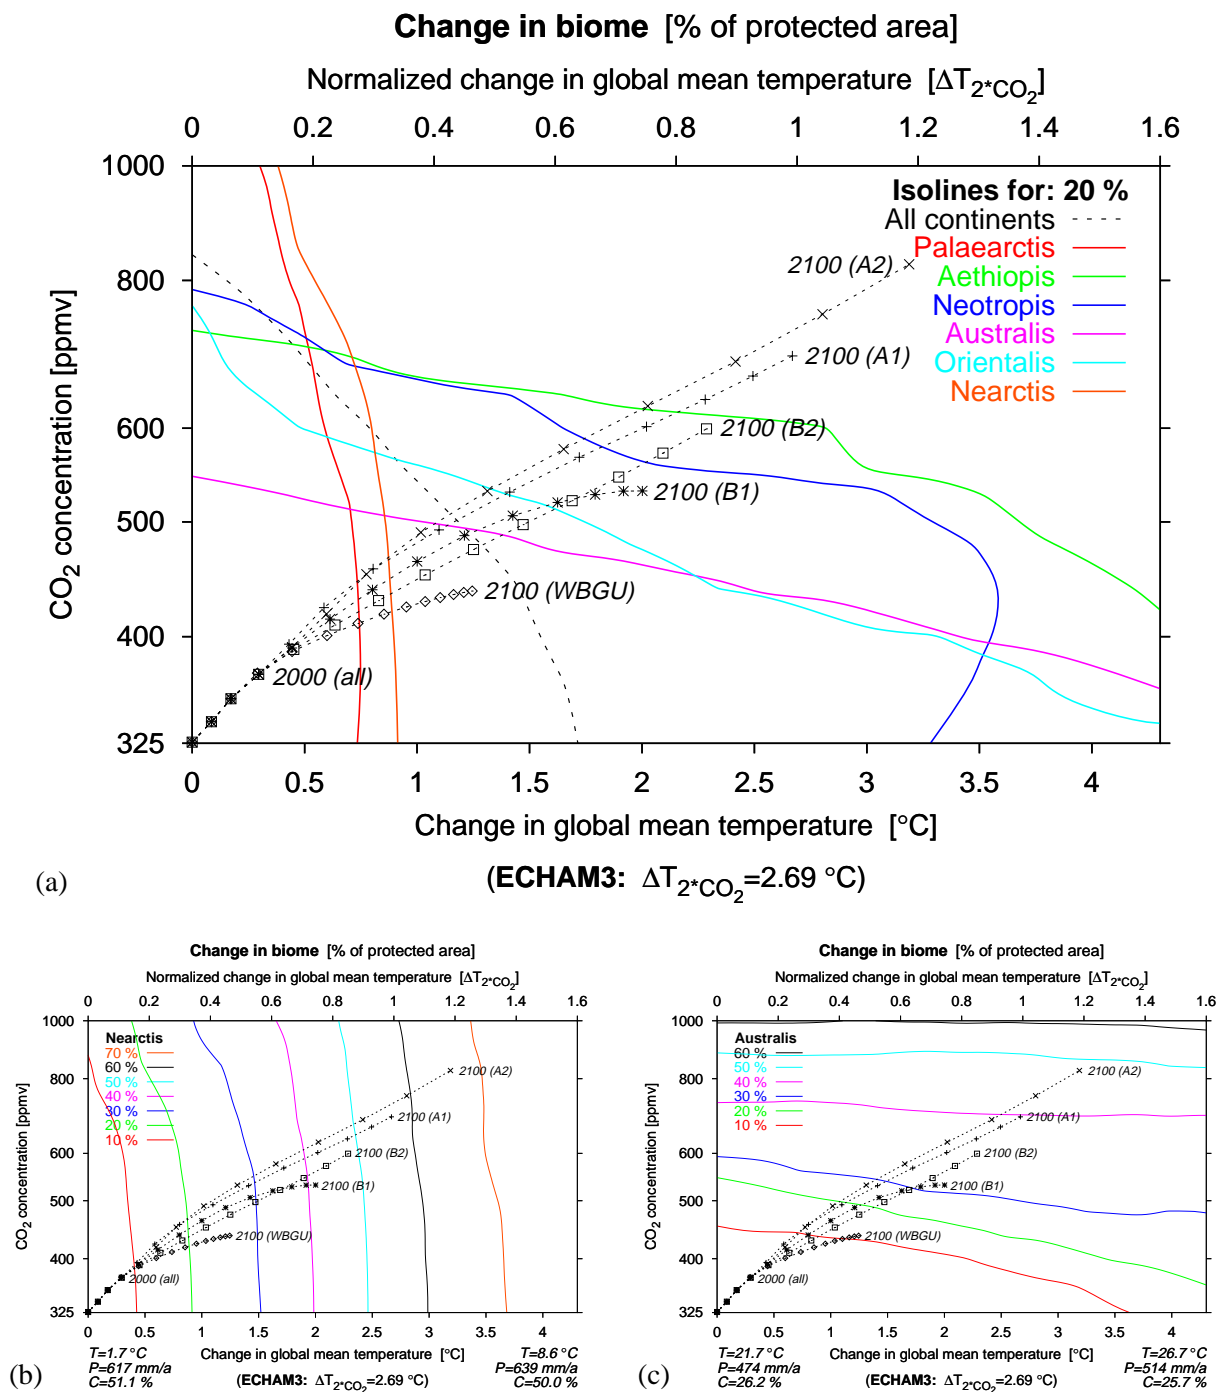 Change in biome [% of protected area]
Normalized change in global mean temperature [ΔT2*CO2]
0 0.2 0.4 0.6 0.8 1 1.2 1.4 1.6
1000
800
600
500
400
325
CO2 concentration [ppmv]
Isolines for: 20 %
All continents
Palaearctis
Aethiopis
Neotropis
Australis
Orientalis
Nearctis
2100 (A2)
2100 (A1)
2100 (B2)
2100 (B1)
2100 (WBGU)
2000 (all)
0 0.5 1 1.5 2 2.5 3 3.5 4
Change in global mean temperature [°C]
(ECHAM3: ΔT2*CO2=2.69 °C)
(a)
Change in biome [% of protected area]
Normalized change in global mean temperature [ΔT2*CO2]
0 0.2 0.4 0.6 0.8 1 1.2 1.4 1.6
1000
800
600
500
400
325
CO2 concentration [ppmv]
Nearctis
70 %
60 %
50 %
40 %
30 %
20 %
10 %
2100 (A2)
2100 (A1)
2100 (B2)
2100 (B1)
2100 (WBGU)
2000 (all)
0 0.5 1 1.5 2 2.5 3 3.5 4
T=1.7 °C Change in global mean temperature [°C] T=8.6 °C
P=617 mm/a P=639 mm/a
C=51.1 % (ECHAM3: ΔT2*CO2=2.69 °C) C=50.0 %
(b)
Change in biome [% of protected area]
Normalized change in global mean temperature [ΔT2*CO2]
0 0.2 0.4 0.6 0.8 1 1.2 1.4 1.6
1000
800
600
500
400
325
CO2 concentration [ppmv]
Australis
60 %
50 %
40 %
30 %
20 %
10 %
2100 (A2)
2100 (A1)
2100 (B2)
2100 (B1)
2100 (WBGU)
2000 (all)
0 0.5 1 1.5 2 2.5 3 3.5 4
T=21.7 °C Change in global mean temperature [°C] T=26.7 °C
P=474 mm/a P=514 mm/a
C=26.2 % (ECHAM3: ΔT2*CO2=2.69 °C) C=25.7 %
(c)